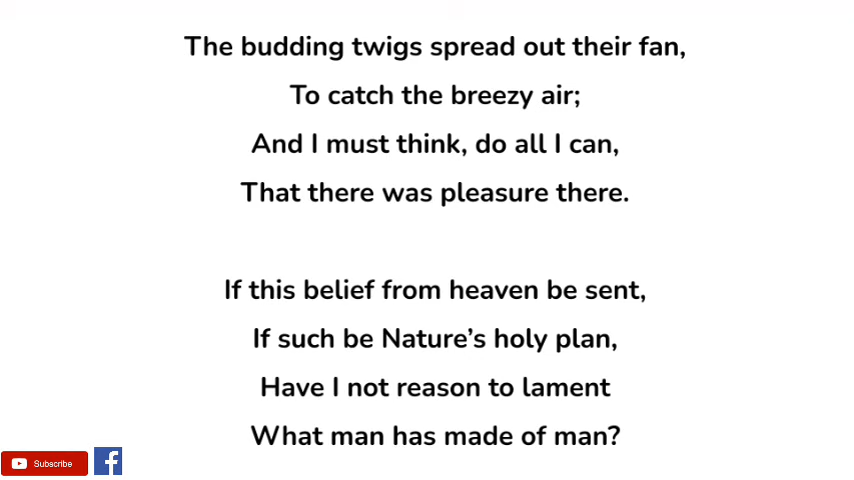 The budding twigs spread out their fan,
To catch the breezy air;
And I must think, do all I can,
That there was pleasure there.
If this belief from heaven be sent,
If such be Nature’s holy plan,
Have I not reason to lament
What man has made of man?
Subscribe
f